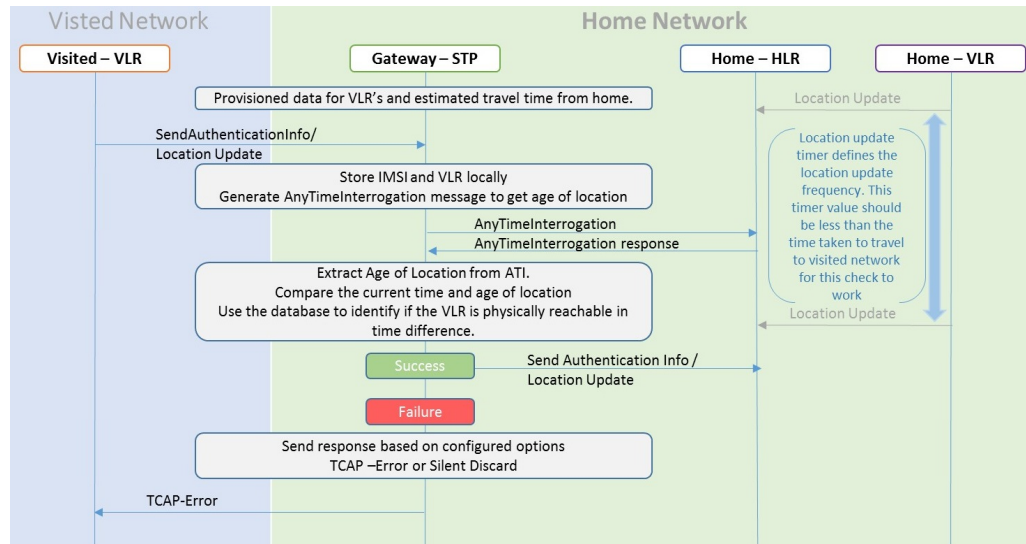 Visted Network
Home Network
Visited – VLR
Gateway – STP
Home – HLR
Home – VLR
Provisioned data for VLR's and estimated travel time from home.
Location Update
SendAuthenticationInfo/
Location Update
Location update
timer defines the
location update
frequency. This
timer value should
be less than the
time taken to travel
to visited network
for this check to
work
Store IMSI and VLR locally
Generate AnyTimeInterrogation message to get age of location
AnyTimeInterrogation
AnyTimeInterrogation response
Extract Age of Location from ATI.
Compare the current time and age of location
Use the database to identify if the VLR is physically reachable in
time difference.
Location Update
Success
Send Authentication Info /
Location Update
Failure
Send response based on configured options
TCAP –Error or Silent Discard
TCAP-Error